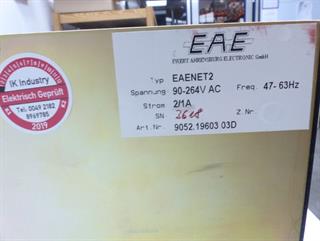 EAE
EWERT AHRENSBURG ELECTRONIC GmbH
Typ EAENET2
Spannung 90-264V AC Freq. 47- 63Hz
Strom 2/1A
SN 2618 Z.Nr.
Art.Nr. 9052.19603 03D
IK Industry
Elektrisch Geprüft
Tel: 0049 2182
8969785
2019